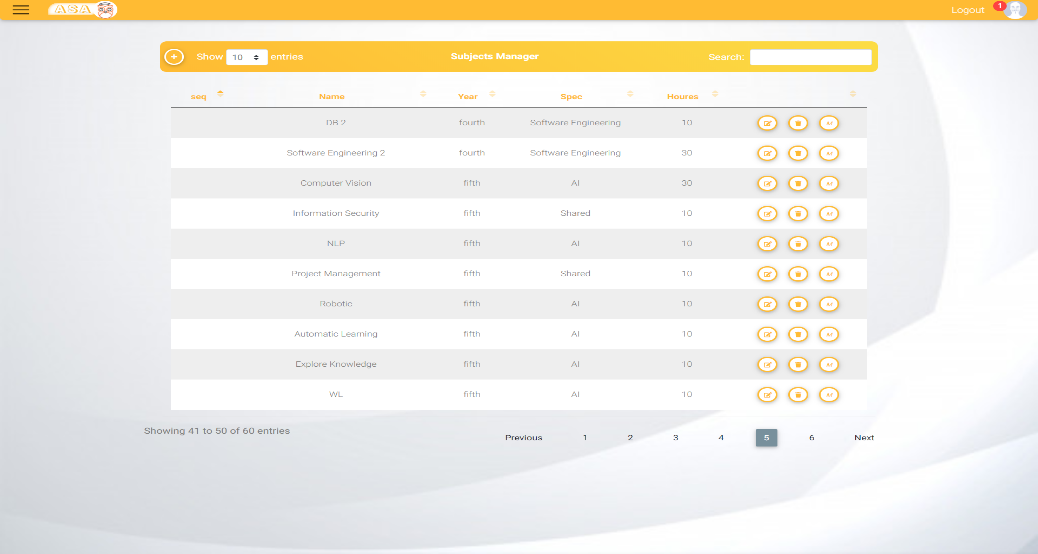 ASA
Logout 1
Show 10 entries Subjects Manager Search:
seq Name Year Spec Houres
DB 2 fourth Software Engineering 10
Software Engineering 2 fourth Software Engineering 30
Computer Vision fifth AI 30
Information Security fifth Shared 10
NLP fifth AI 10
Project Management fifth Shared 10
Robotic fifth AI 10
Automatic Learning fifth AI 10
Explore Knowledge fifth AI 10
WL fifth AI 10
Showing 41 to 50 of 60 entries
Previous 1 2 3 4 5 6 Next